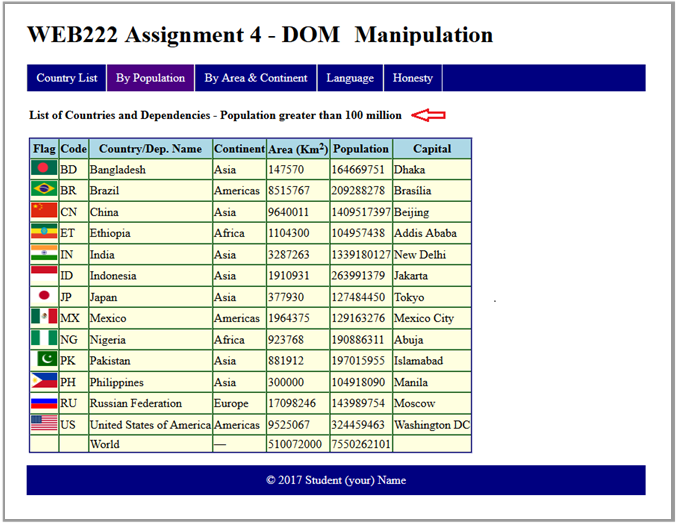 WEB222 Assignment 4 - DOM Manipulation
Country List By Population By Area & Continent Language Honesty
List of Countries and Dependencies - Population greater than 100 million
Flag Code Country/Dep. Name Continent Area (Km²) Population Capital
BD Bangladesh Asia 147570 164669751 Dhaka
BR Brazil Americas 8515767 209288278 Brasília
CN China Asia 9640011 1409517397 Beijing
ET Ethiopia Africa 1104300 104957438 Addis Ababa
IN India Asia 3287263 1339180127 New Delhi
ID Indonesia Asia 1910931 263991379 Jakarta
JP Japan Asia 377930 127484450 Tokyo
MX Mexico Americas 1964375 129163276 Mexico City
NG Nigeria Africa 923768 190886311 Abuja
PK Pakistan Asia 881912 197015955 Islamabad
PH Philippines Asia 300000 104918090 Manila
RU Russian Federation Europe 17098246 143989754 Moscow
US United States of America Americas 9525067 324459463 Washington DC
World — 510072000 7550262101
© 2017 Student (your) Name